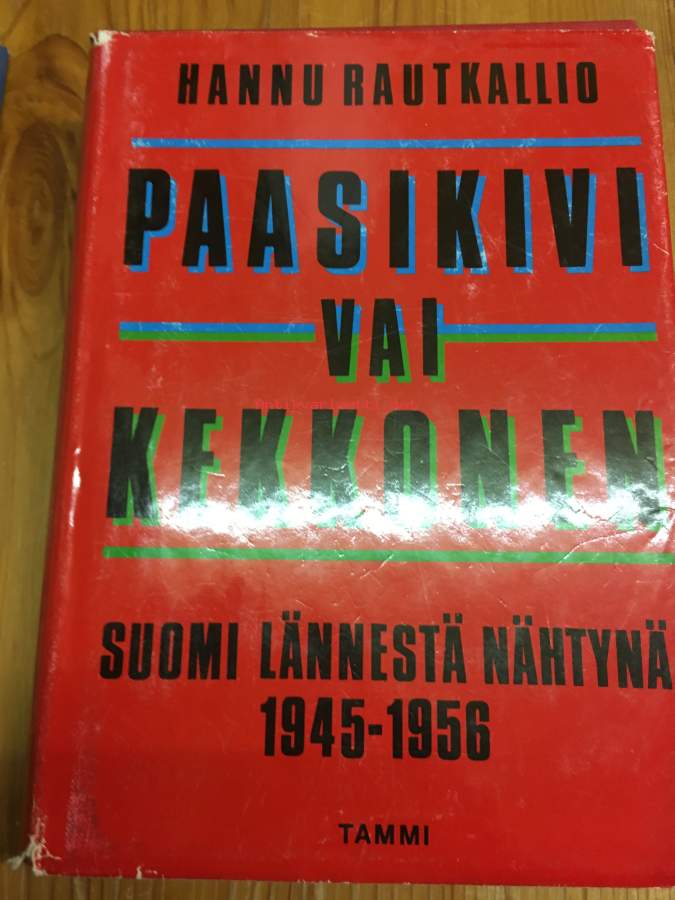 HANNU RAUTKALLIO
PAASIKIVI
VAI
KEKKONEN
SUOMI LÄNNESTÄ NÄHTYNÄ
1945-1956
TAMMI